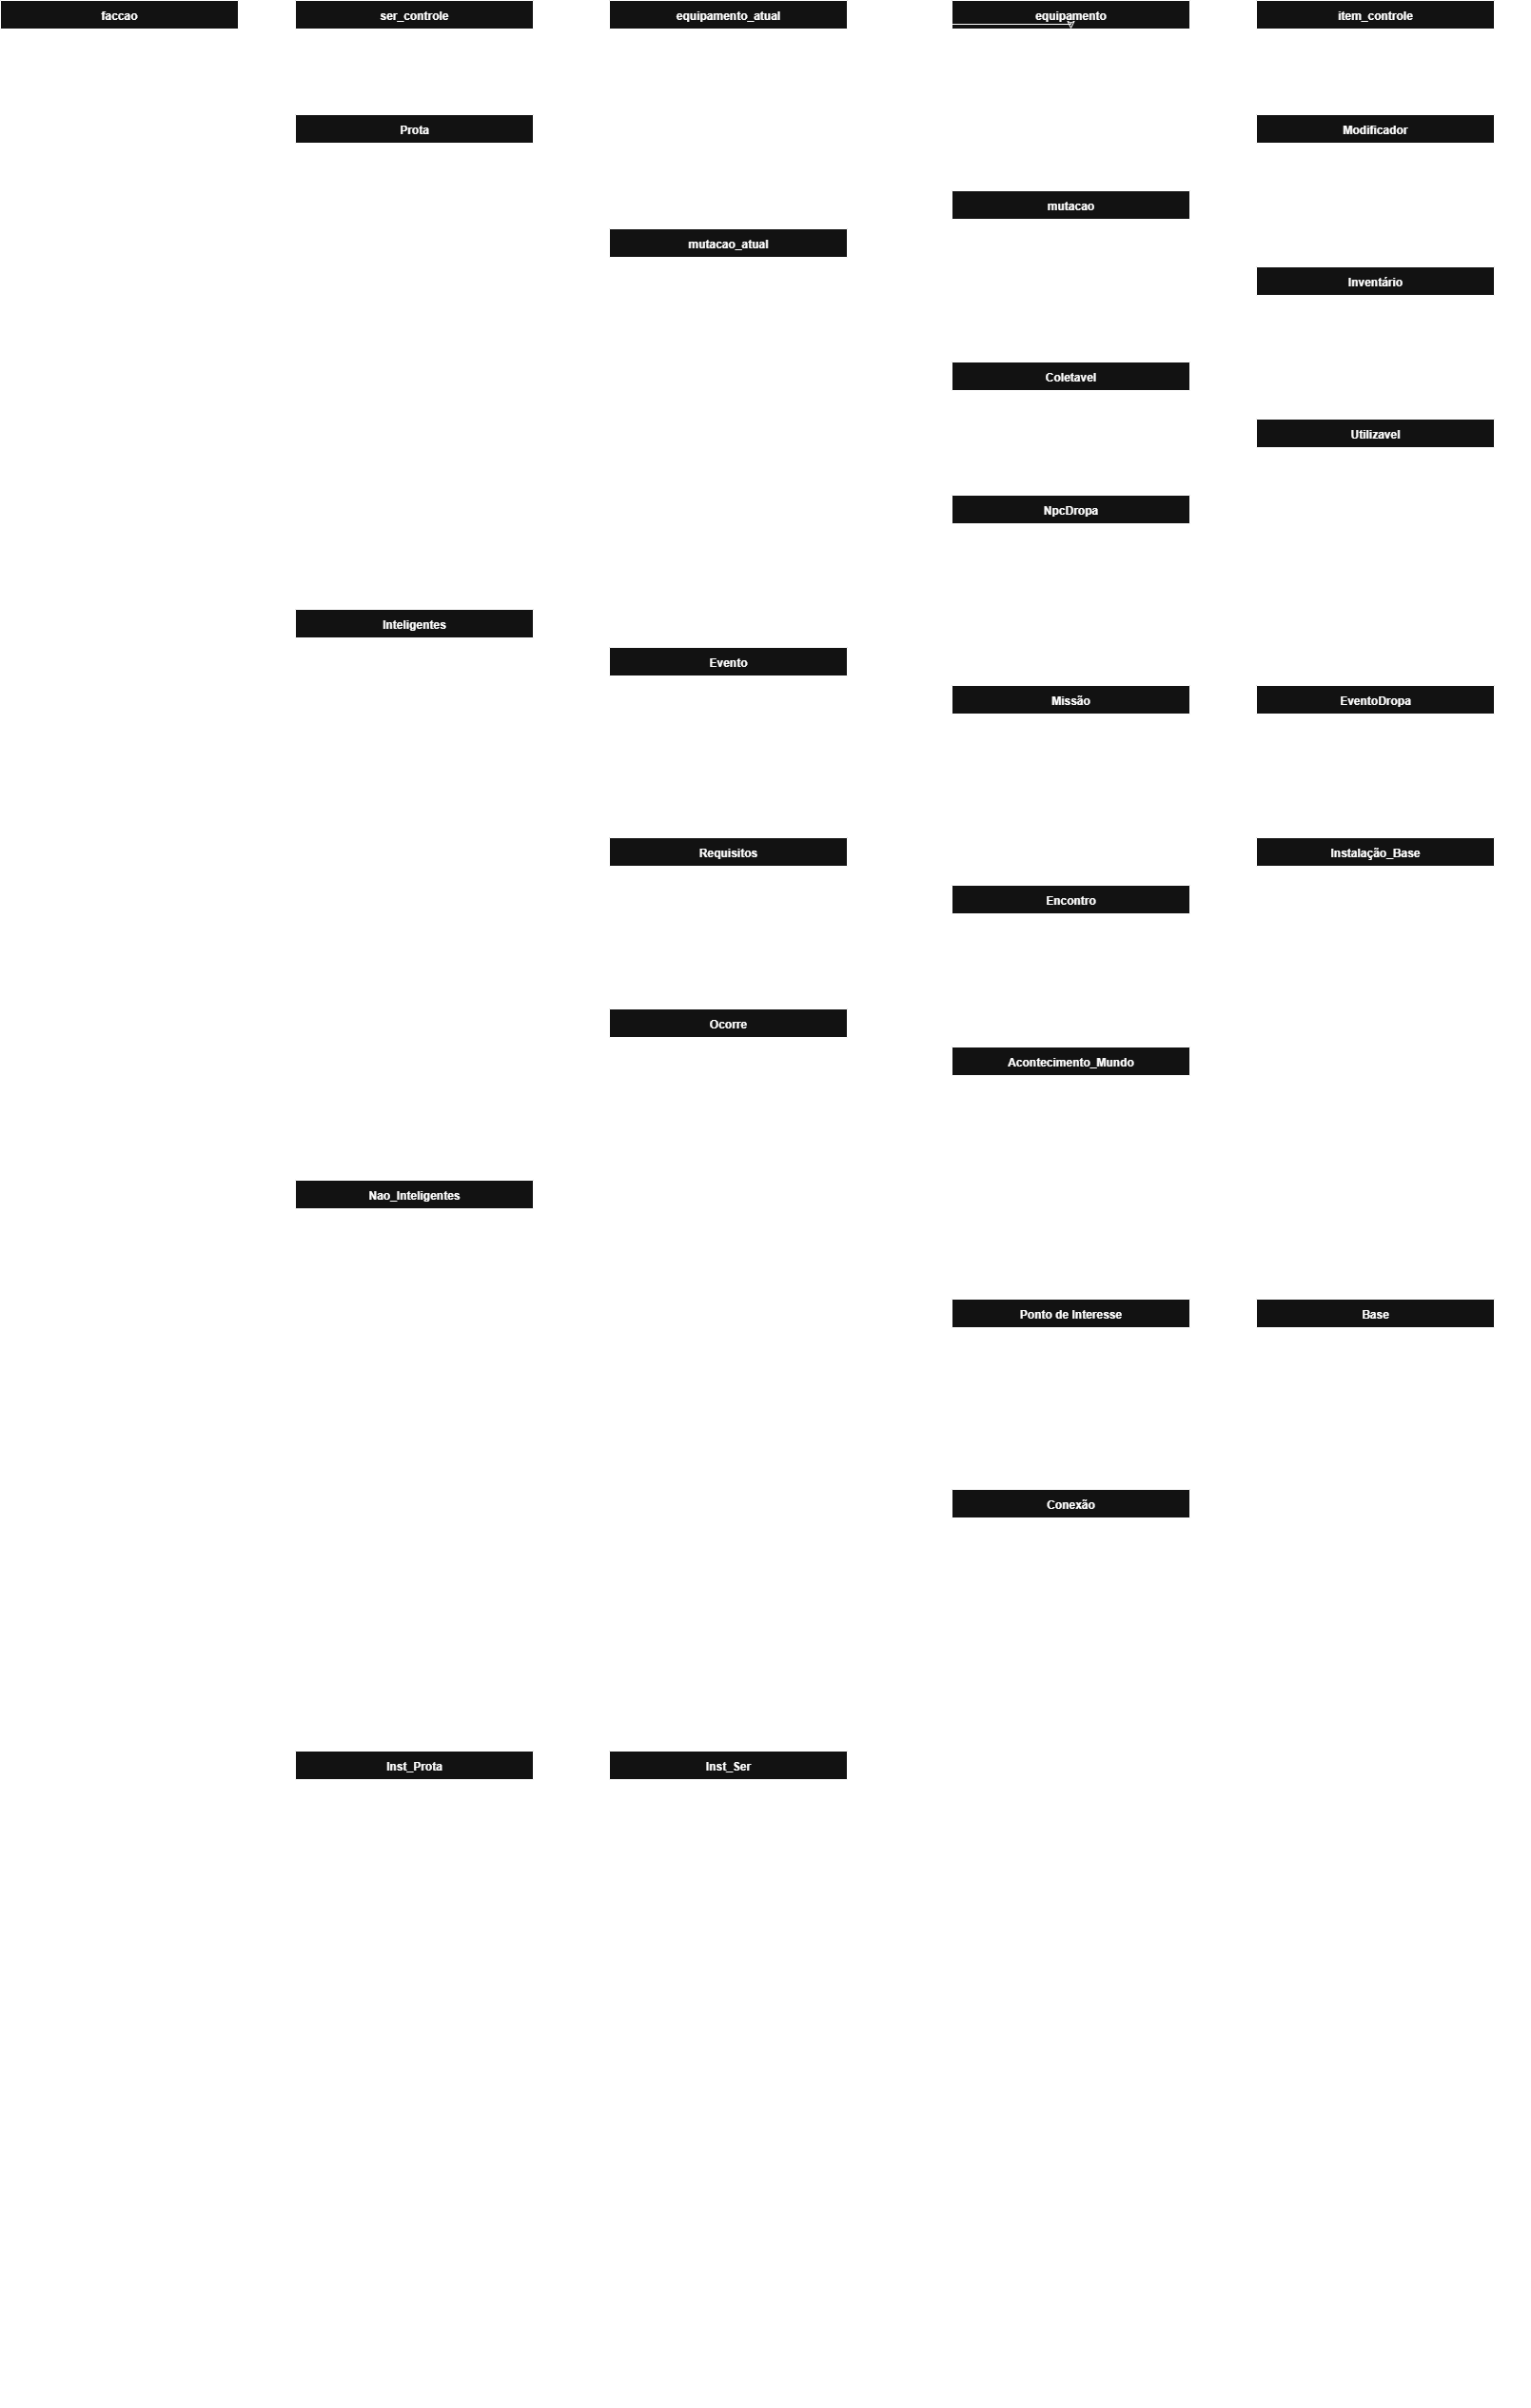 faccao
ser_controle
equipamento_atual
equipamento
item_controle
Prota
Modificador
mutacao
mutacao_atual
Inventário
Coletavel
Utilizavel
NpcDropa
Inteligentes
Evento
Missão
EventoDropa
Requisitos
Instalação_Base
Encontro
Ocorre
Acontecimento_Mundo
Nao_Inteligentes
Ponto de Interesse
Base
Conexão
Inst_Prota
Inst_Ser